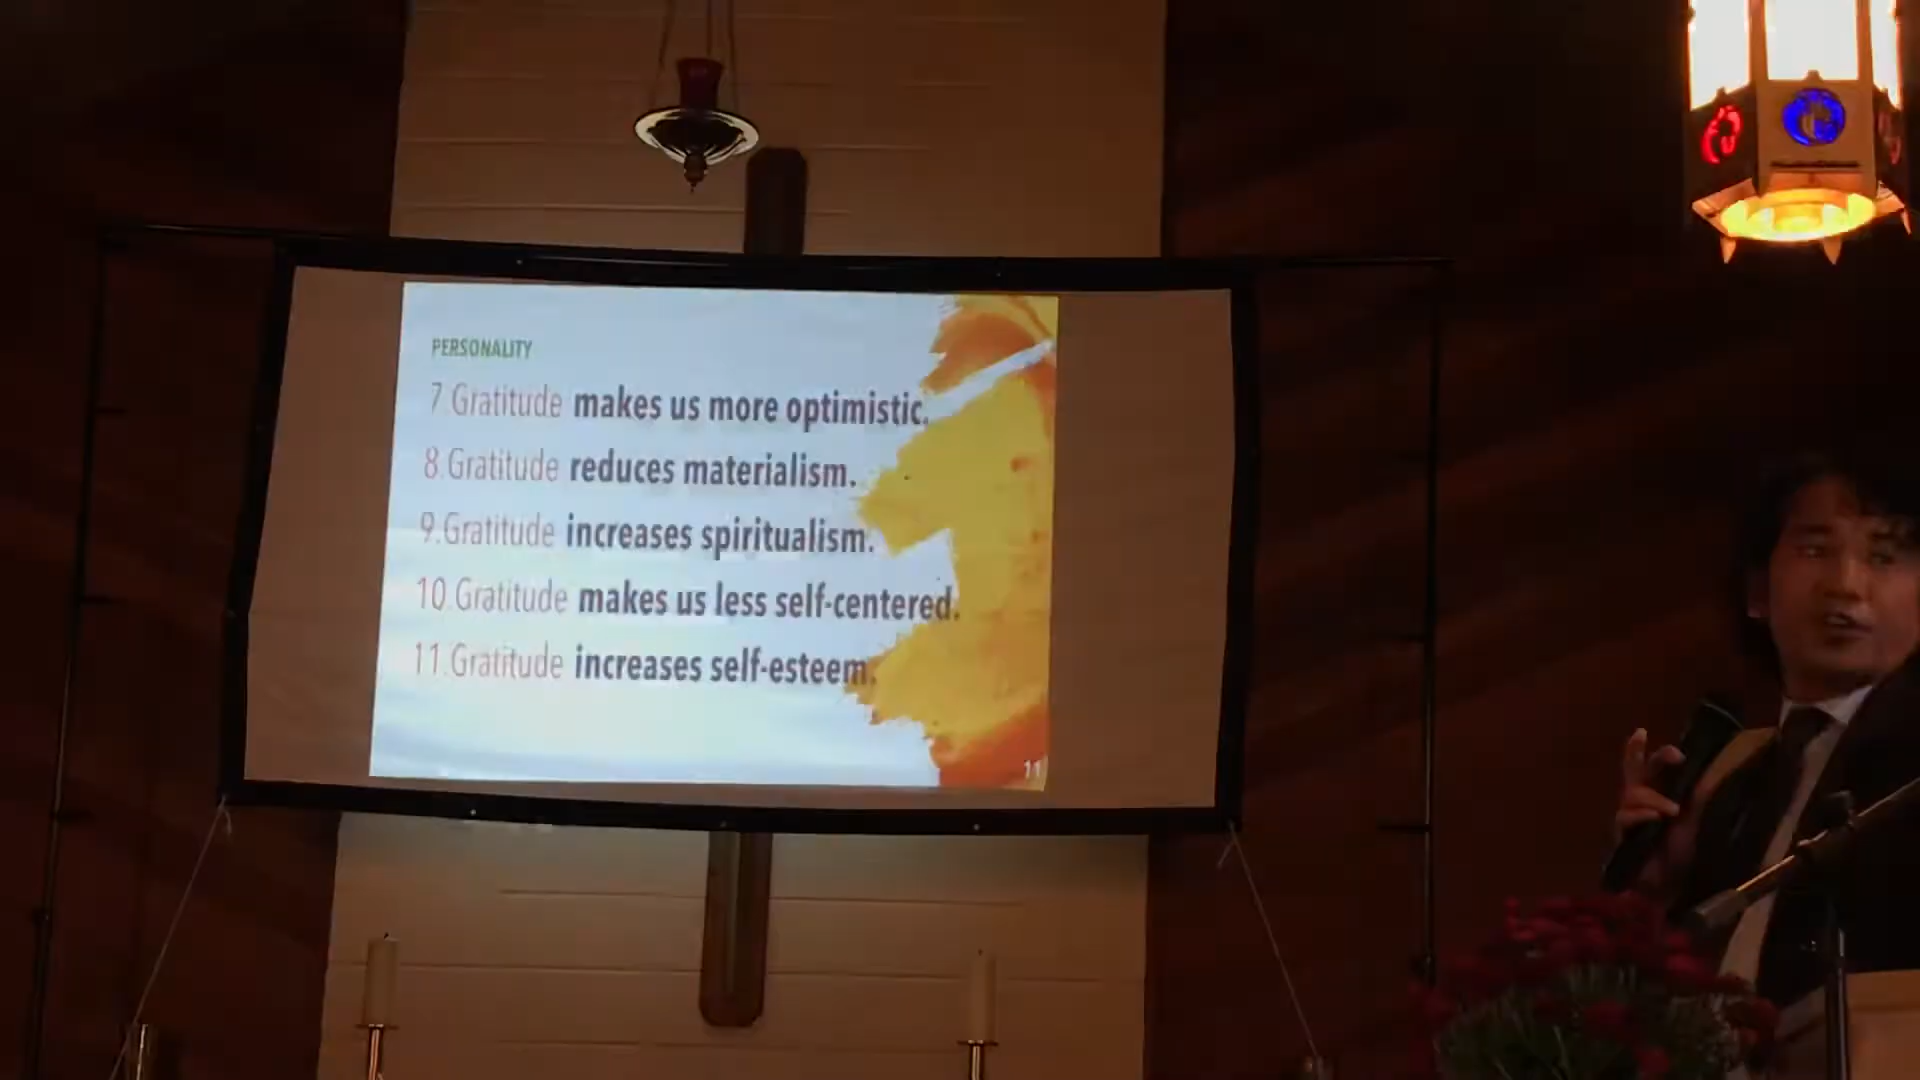 PERSONALITY
7.Gratitude makes us more optimistic.
8.Gratitude reduces materialism.
9.Gratitude increases spiritualism.
10.Gratitude makes us less self-centered.
11.Gratitude increases self-esteem.
11